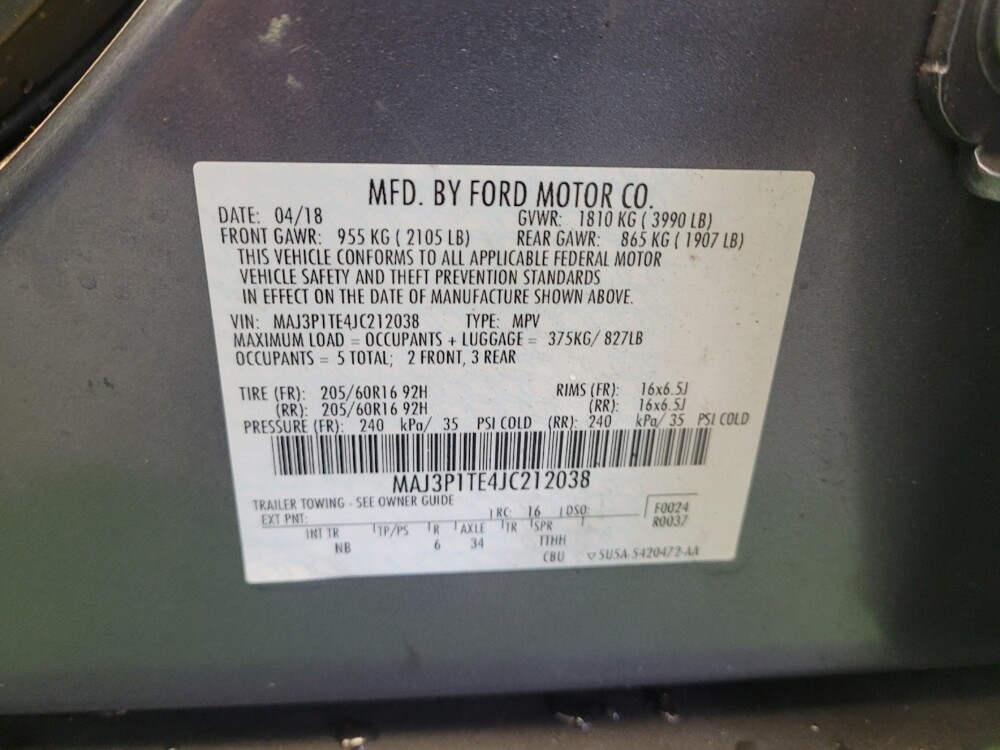 MFD. BY FORD MOTOR CO.
DATE: 04/18 GVWR: 1810 KG ( 3990 LB)
FRONT GAWR: 955 KG ( 2105 LB) REAR GAWR: 865 KG ( 1907 LB)
THIS VEHICLE CONFORMS TO ALL APPLICABLE FEDERAL MOTOR
VEHICLE SAFETY AND THEFT PREVENTION STANDARDS
IN EFFECT ON THE DATE OF MANUFACTURE SHOWN ABOVE.
VIN: MAJ3P1TE4JC212038 TYPE: MPV
MAXIMUM LOAD = OCCUPANTS + LUGGAGE = 375KG/ 827LB
OCCUPANTS = 5 TOTAL; 2 FRONT, 3 REAR
TIRE (FR): 205/60R16 92H RIMS (FR): 16x6.5J
(RR): 205/60R16 92H (RR): 16x6.5J
PRESSURE (FR): 240 kPa/ 35 PSI COLD (RR): 240 kPa/ 35 PSI COLD
MAJ3P1TE4JC212038
TRAILER TOWING - SEE OWNER GUIDE
EXT PNT: RC: 16 DSO: F0024
R0037
INT TR TP/PS R AXLE TR SPR
NB 6 34 TTHH
CBU 5U5A-5420472-AA